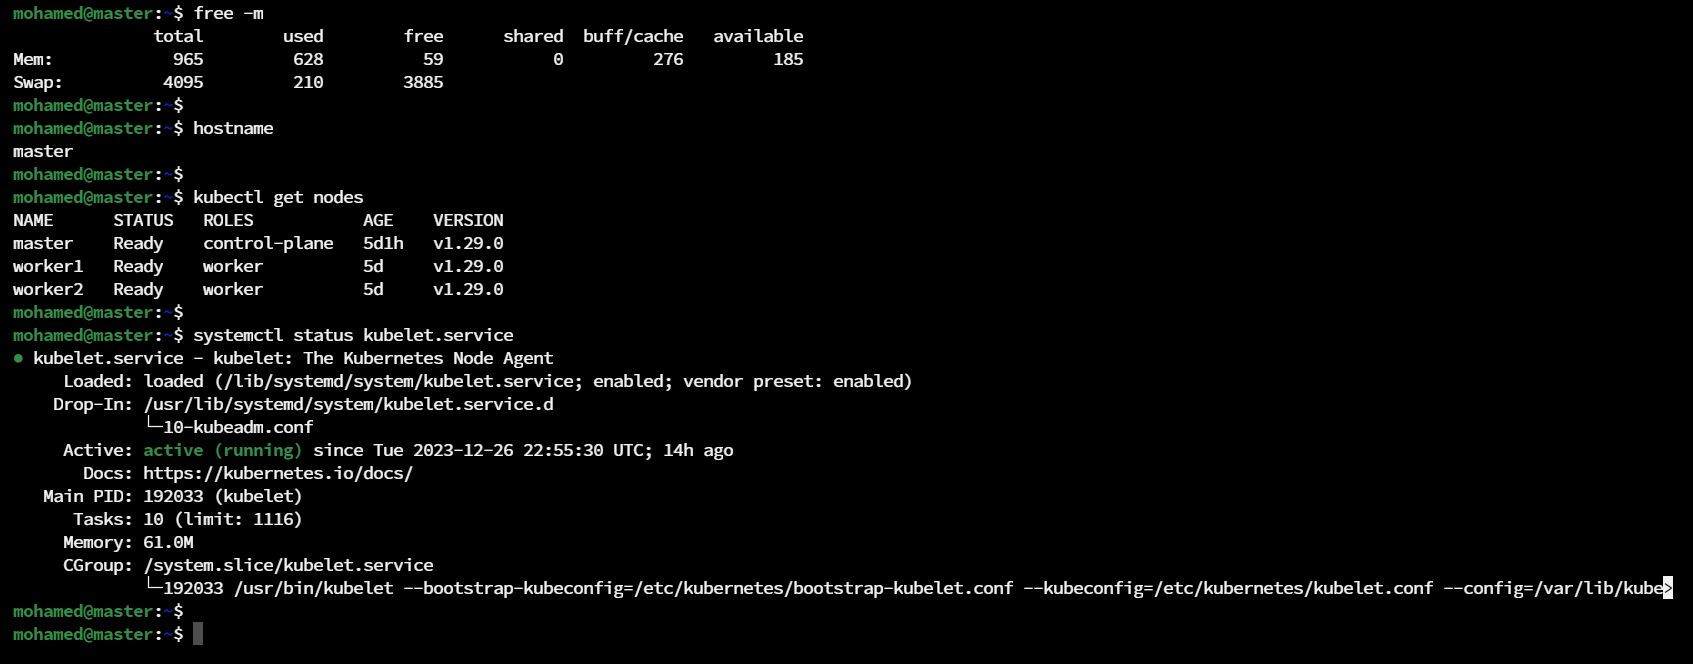 mohamed@master:~$ free -m
              total        used        free      shared  buff/cache   available
Mem:            965         628          59           0         276         185
Swap:          4095         210        3885
mohamed@master:~$
mohamed@master:~$ hostname
master
mohamed@master:~$
mohamed@master:~$ kubectl get nodes
NAME      STATUS   ROLES           AGE    VERSION
master    Ready    control-plane   5d1h   v1.29.0
worker1   Ready    worker          5d     v1.29.0
worker2   Ready    worker          5d     v1.29.0
mohamed@master:~$
mohamed@master:~$ systemctl status kubelet.service
● kubelet.service - kubelet: The Kubernetes Node Agent
     Loaded: loaded (/lib/systemd/system/kubelet.service; enabled; vendor preset: enabled)
    Drop-In: /usr/lib/systemd/system/kubelet.service.d
             └─10-kubeadm.conf
     Active: active (running) since Tue 2023-12-26 22:55:30 UTC; 14h ago
       Docs: https://kubernetes.io/docs/
   Main PID: 192033 (kubelet)
      Tasks: 10 (limit: 1116)
     Memory: 61.0M
     CGroup: /system.slice/kubelet.service
             └─192033 /usr/bin/kubelet --bootstrap-kubeconfig=/etc/kubernetes/bootstrap-kubelet.conf --kubeconfig=/etc/kubernetes/kubelet.conf --config=/var/lib/kube>
mohamed@master:~$
mohamed@master:~$